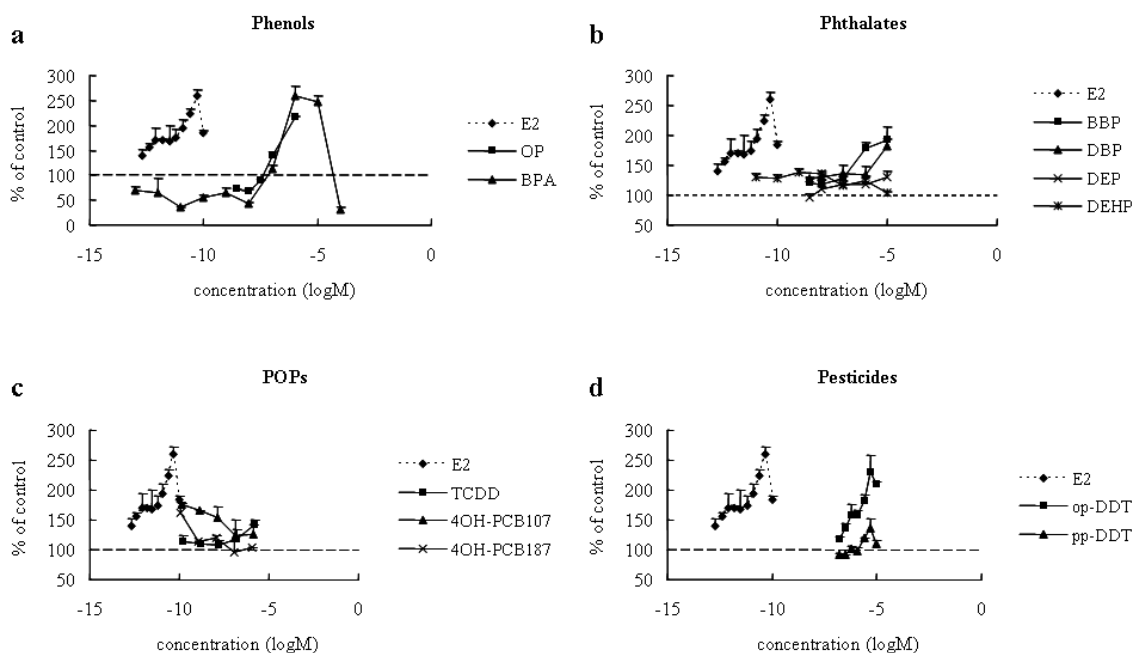 a
Phenols
% of control
300
250
200
150
100
50
0
-15
-10
-5
0
concentration (logM)
E2
OP
BPA
b
Phthalates
% of control
300
250
200
150
100
50
-15
-10
-5
0
concentration (logM)
E2
BBP
DBP
DEP
DEHP
c
POPs
% of control
300
250
200
150
100
50
-15
-10
-5
0
concentration (logM)
E2
TCDD
4OH-PCB107
4OH-PCB187
d
Pesticides
% of control
300
250
200
150
100
50
-15
-10
-5
0
concentration (logM)
E2
op-DDT
pp-DDT